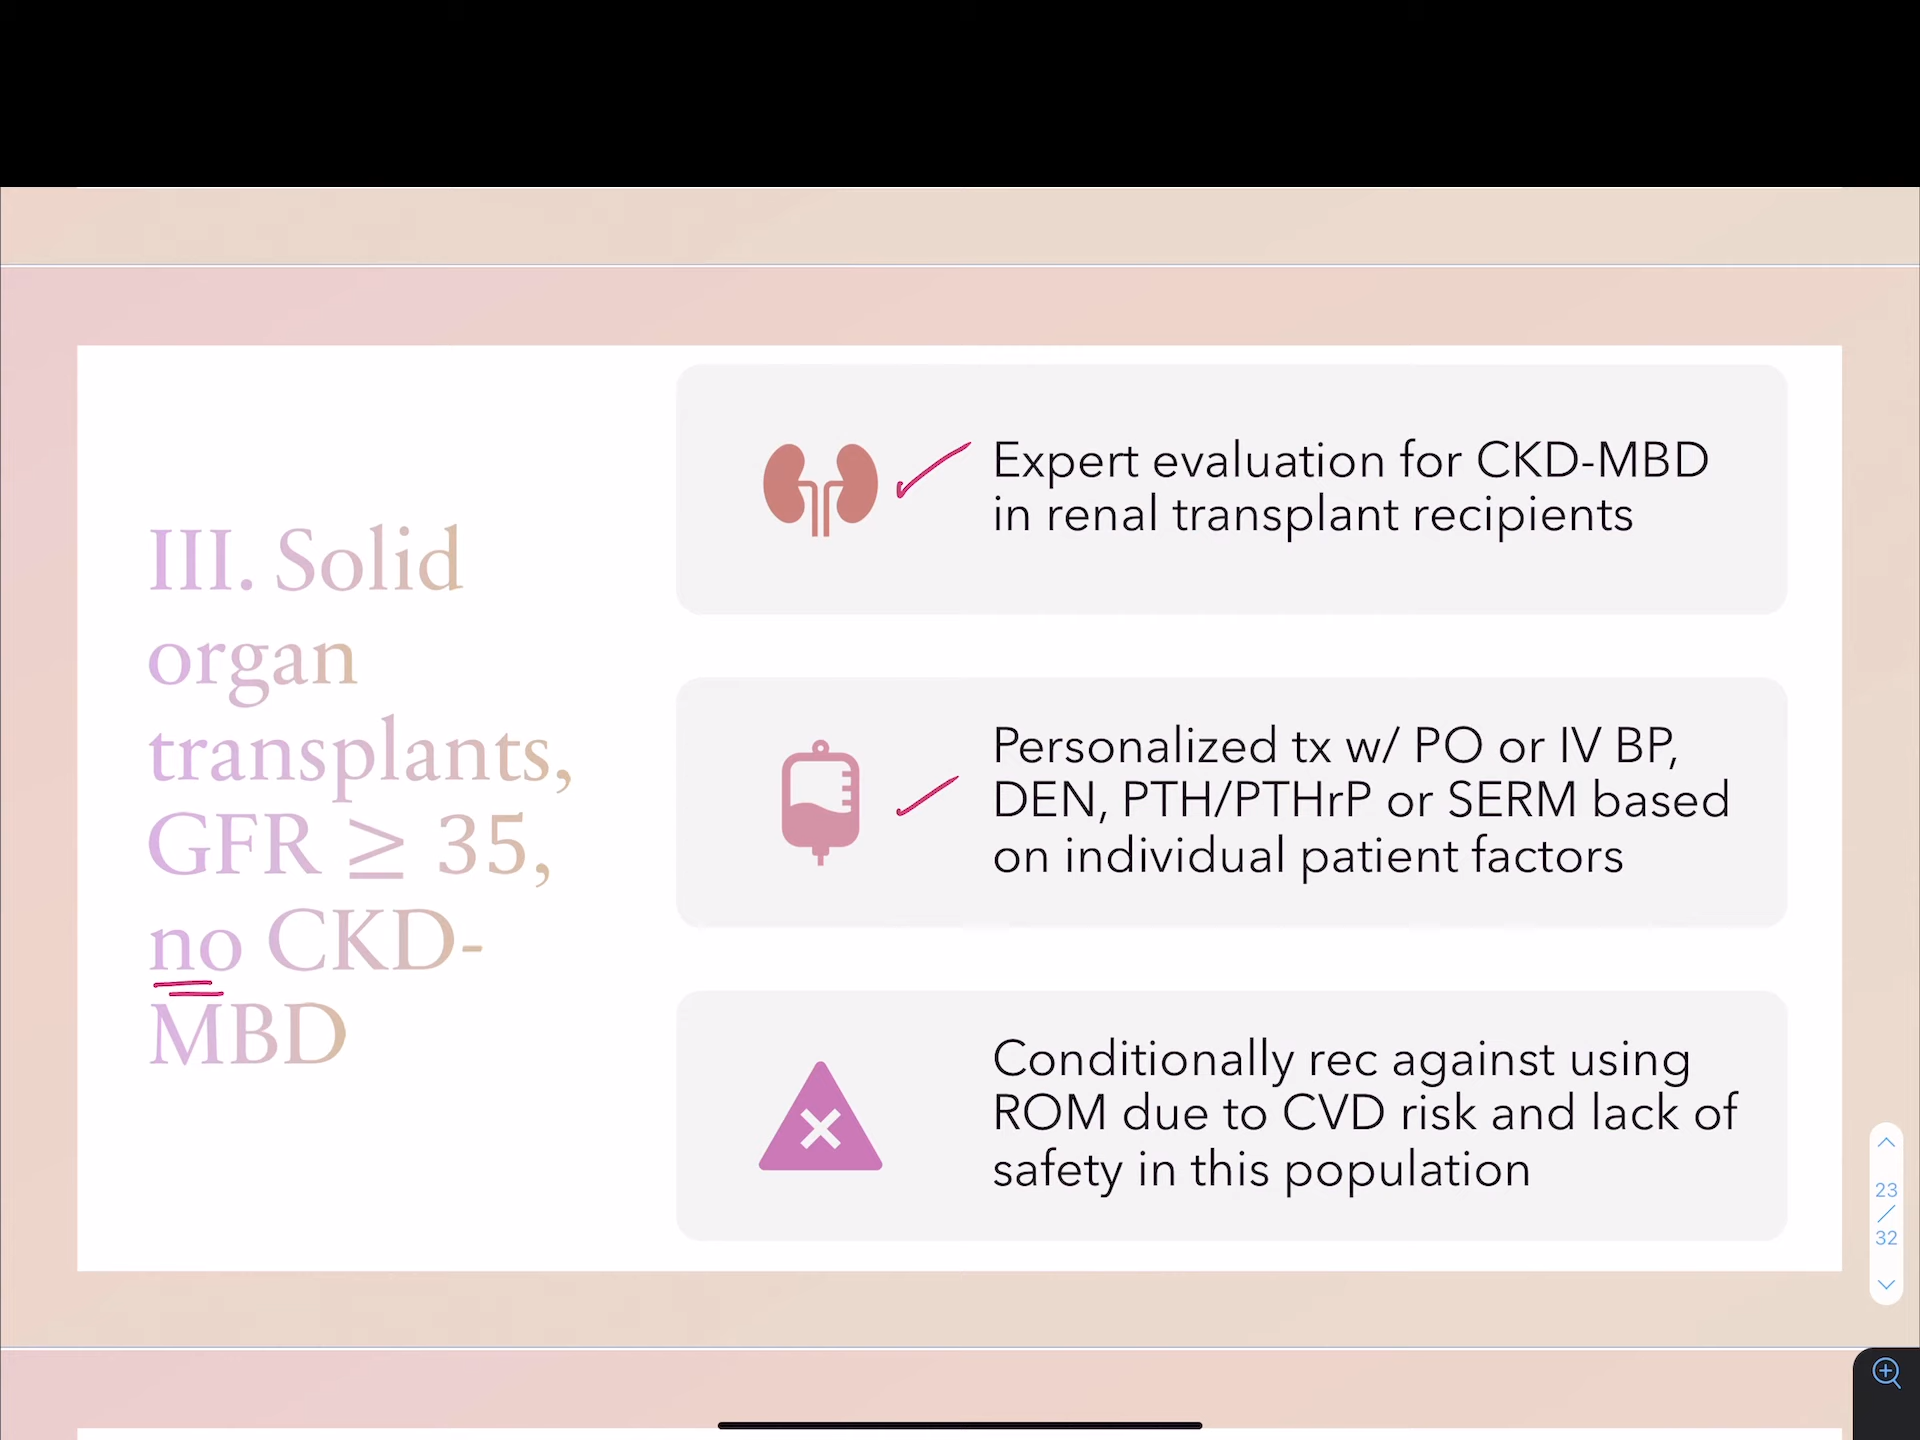 III. Solid
organ
transplants,
GFR ≥ 35,
no CKD-
MBD
Expert evaluation for CKD-MBD
in renal transplant recipients
Personalized tx w/ PO or IV BP,
DEN, PTH/PTHrP or SERM based
on individual patient factors
Conditionally rec against using
ROM due to CVD risk and lack of
safety in this population
23
/
32